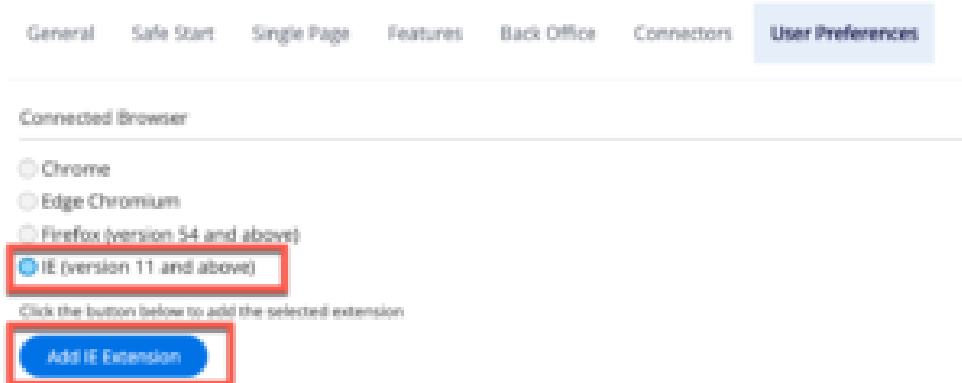 General Safe Start Single Page Features Back Office Connectors User Preferences
Connected Browser
Chrome
Edge Chromium
Firefox (version 54 and above)
IE (version 11 and above)
Click the button below to add the selected extension
Add IE Extension